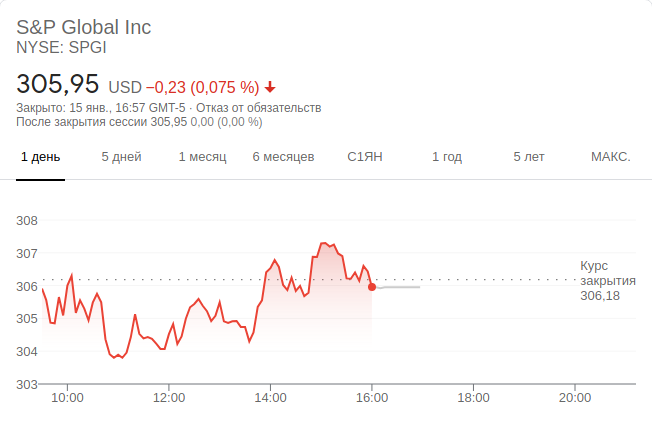 S&P Global Inc
NYSE: SPGI
305,95 USD −0,23 (0,075 %)
Закрыто: 15 янв., 16:57 GMT-5 · Отказ от обязательств
После закрытия сессии 305,95 0,00 (0,00 %)
1 день 5 дней 1 месяц 6 месяцев С1ЯН 1 год 5 лет МАКС.
308
307
306
305
304
303
Курс
закрытия
306,18
10:00 12:00 14:00 16:00 18:00 20:00